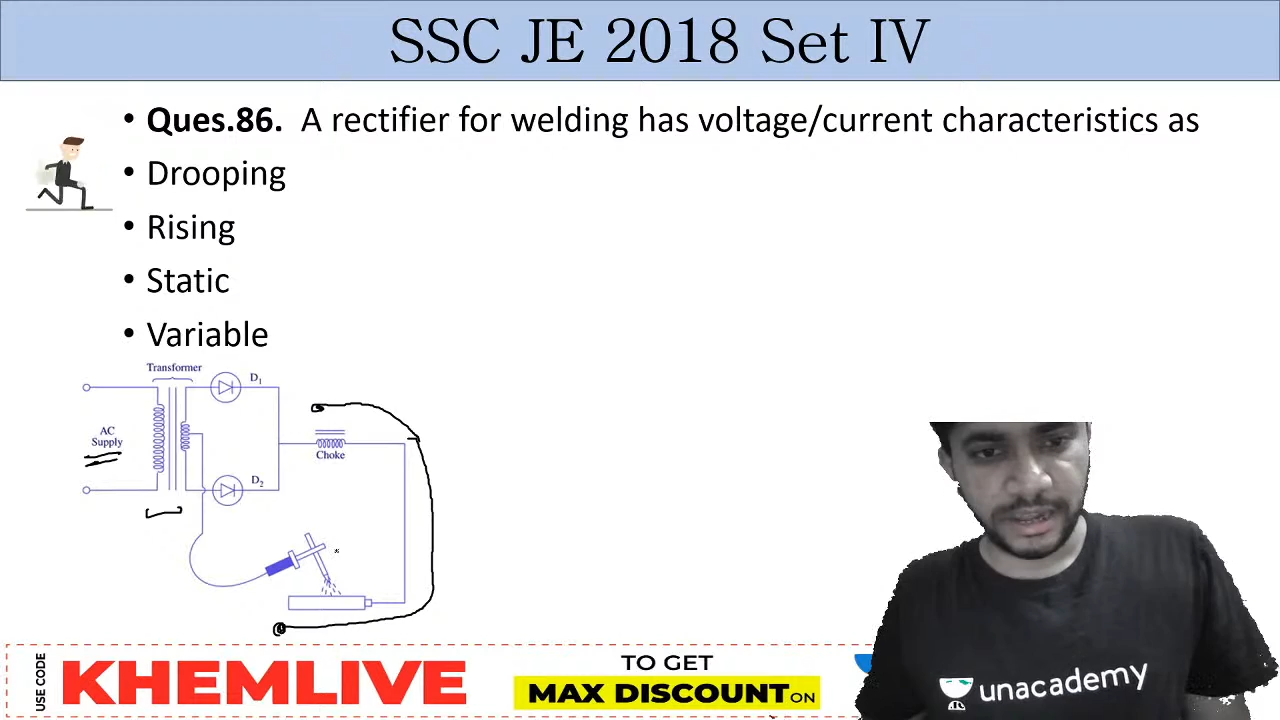 SSC JE 2018 Set IV
• Ques.86. A rectifier for welding has voltage/current characteristics as
• Drooping
• Rising
• Static
• Variable
Transformer
D1
AC
Supply
Choke
D2
USE CODE
KHEMLIVE
TO GET
MAX DISCOUNT ON
unacademy